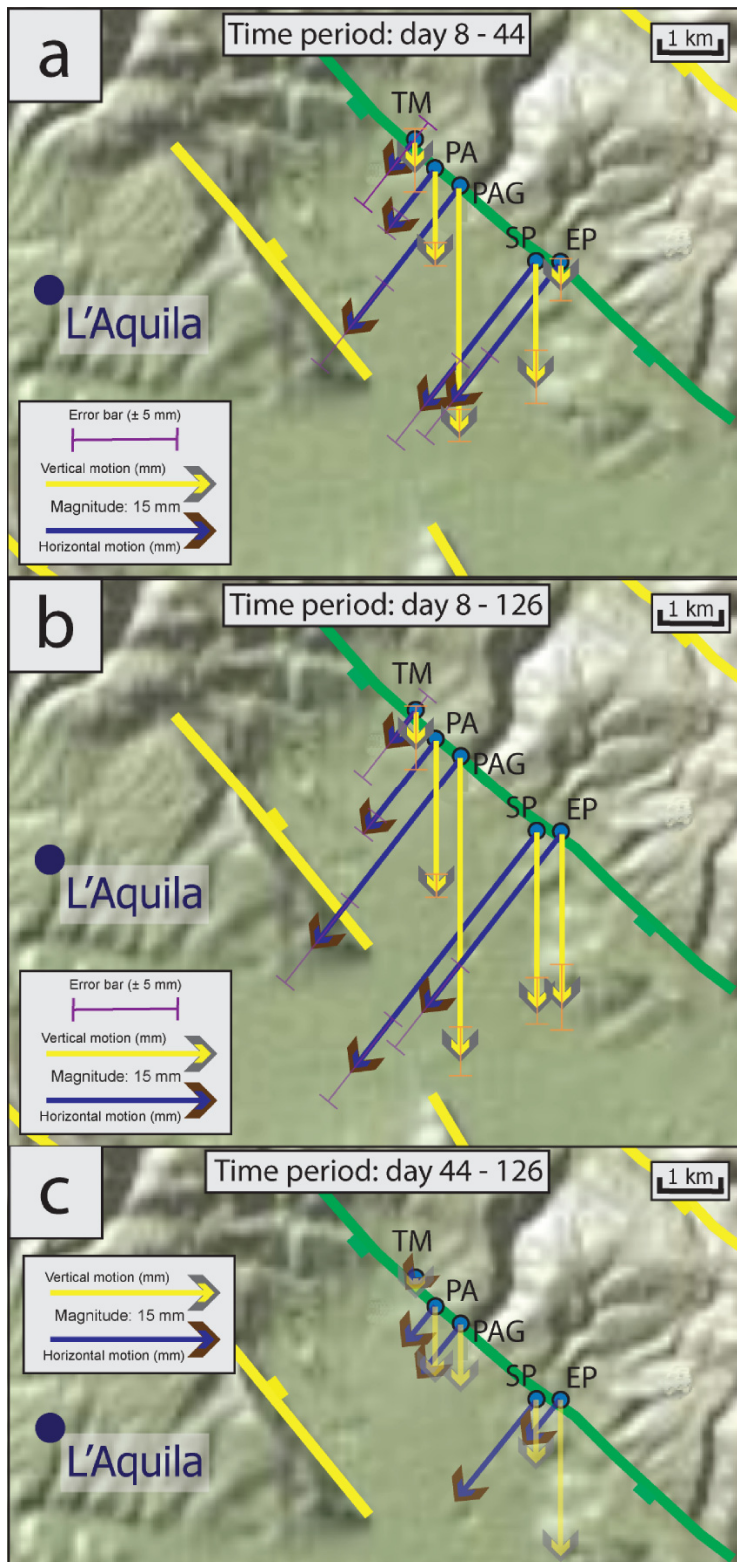 a
Time period: day 8 - 44
1 km
TM
PA
PAG
SP
EP
L'Aquila
Error bar (± 5 mm)
Vertical motion (mm)
Magnitude: 15 mm
Horizontal motion (mm)
b
Time period: day 8 - 126
1 km
TM
PA
PAG
SP
EP
L'Aquila
Error bar (± 5 mm)
Vertical motion (mm)
Magnitude: 15 mm
Horizontal motion (mm)
c
Time period: day 44 - 126
1 km
TM
Vertical motion (mm)
Magnitude: 15 mm
Horizontal motion (mm)
PA
PAG
SP
EP
L'Aquila